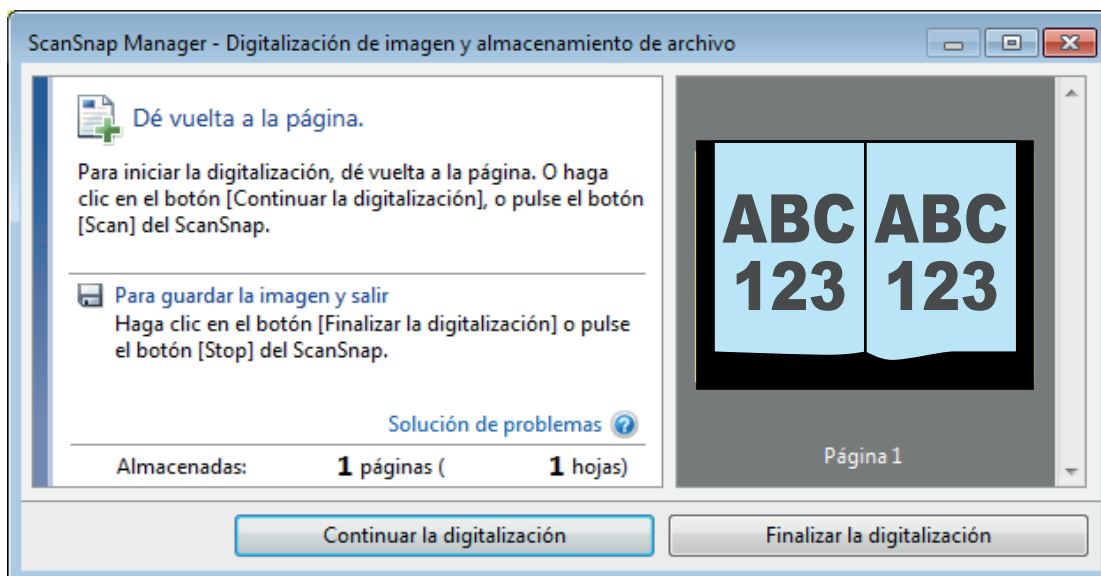 ScanSnap Manager - Digitalización de imagen y almacenamiento de archivo
Dé vuelta a la página.
Para iniciar la digitalización, dé vuelta a la página. O haga
clic en el botón [Continuar la digitalización], o pulse el botón
[Scan] del ScanSnap.
Para guardar la imagen y salir
Haga clic en el botón [Finalizar la digitalización] o pulse
el botón [Stop] del ScanSnap.
Solución de problemas ?
Almacenadas: 1 páginas ( 1 hojas)
ABC ABC
123 123
Página 1
Continuar la digitalización Finalizar la digitalización